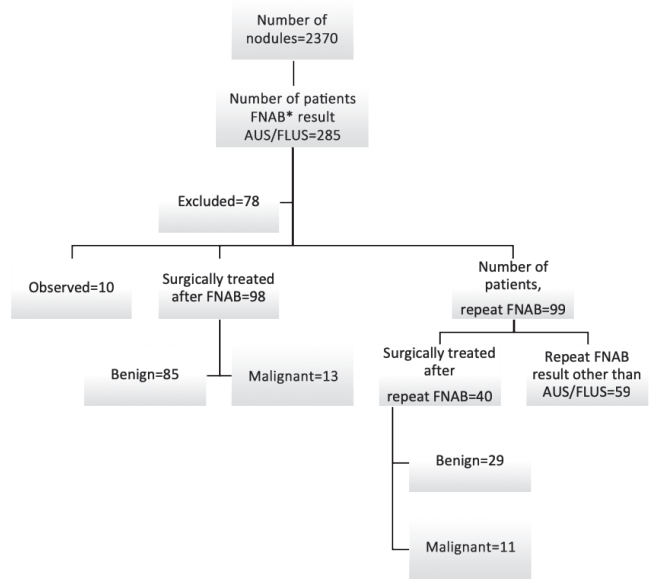 Number of
nodules=2370
Number of patients
FNAB* result
AUS/FLUS=285
Excluded=78
Observed=10
Surgically treated
after FNAB=98
Number of
patients,
repeat FNAB=99
Benign=85
Malignant=13
Surgically treated
after
repeat FNAB=40
Repeat FNAB
result other than
AUS/FLUS=59
Benign=29
Malignant=11